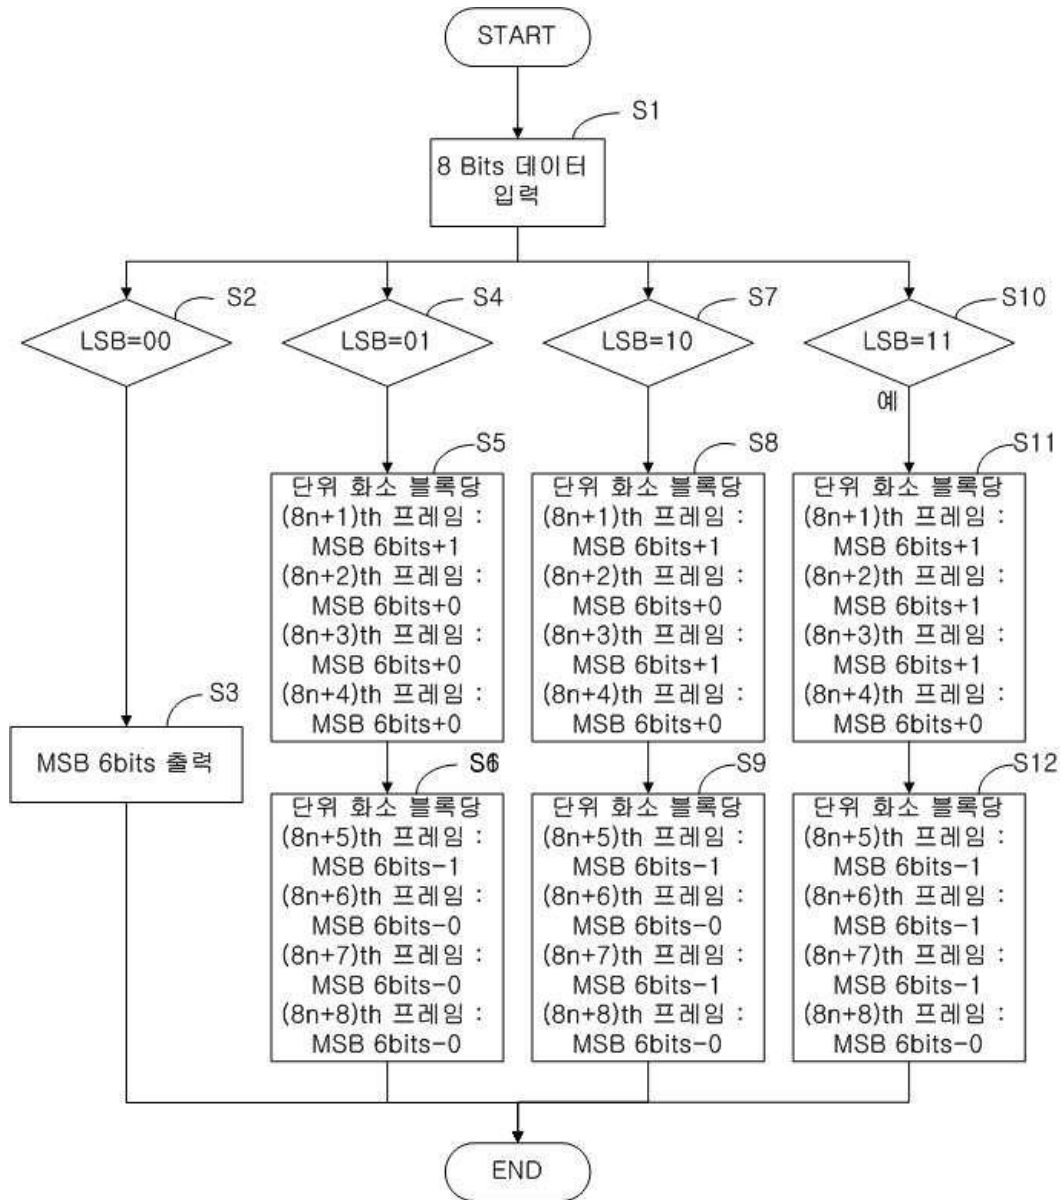 START
S1
8 Bits 데이터
입력
S2
S4
S7
S10
LSB=00
LSB=01
LSB=10
LSB=11
예
S5
단위 화소 블록당
(8n+1)th 프레임 :
MSB 6bits+1
(8n+2)th 프레임 :
MSB 6bits+0
(8n+3)th 프레임 :
MSB 6bits+0
(8n+4)th 프레임 :
MSB 6bits+0
S8
단위 화소 블록당
(8n+1)th 프레임 :
MSB 6bits+1
(8n+2)th 프레임 :
MSB 6bits+0
(8n+3)th 프레임 :
MSB 6bits+1
(8n+4)th 프레임 :
MSB 6bits+0
S11
단위 화소 블록당
(8n+1)th 프레임 :
MSB 6bits+1
(8n+2)th 프레임 :
MSB 6bits+1
(8n+3)th 프레임 :
MSB 6bits+1
(8n+4)th 프레임 :
MSB 6bits+0
S3
MSB 6bits 출력
S6
단위 화소 블록당
(8n+5)th 프레임 :
MSB 6bits-1
(8n+6)th 프레임 :
MSB 6bits-0
(8n+7)th 프레임 :
MSB 6bits-0
(8n+8)th 프레임 :
MSB 6bits-0
S9
단위 화소 블록당
(8n+5)th 프레임 :
MSB 6bits-1
(8n+6)th 프레임 :
MSB 6bits-0
(8n+7)th 프레임 :
MSB 6bits-1
(8n+8)th 프레임 :
MSB 6bits-0
S12
단위 화소 블록당
(8n+5)th 프레임 :
MSB 6bits-1
(8n+6)th 프레임 :
MSB 6bits-1
(8n+7)th 프레임 :
MSB 6bits-1
(8n+8)th 프레임 :
MSB 6bits-0
END